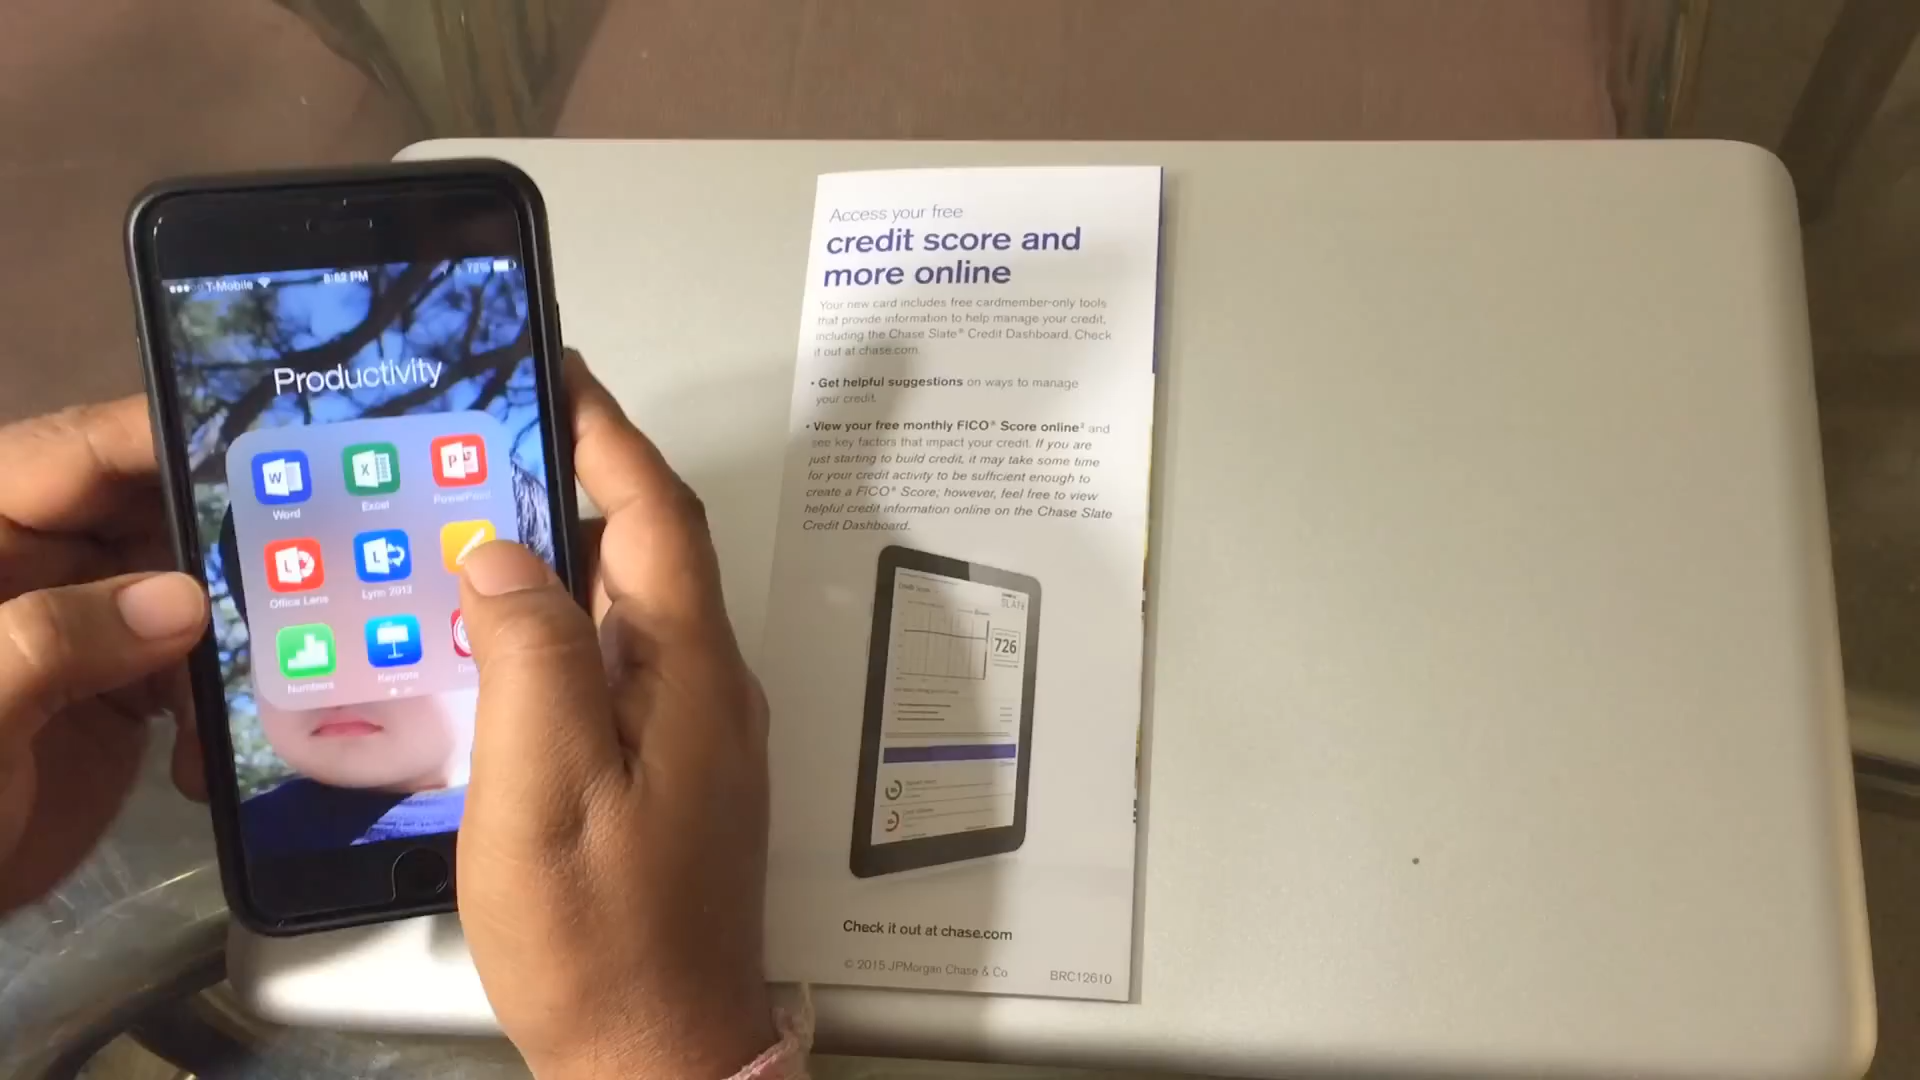 T-Mobile
8:52 PM
72%
Productivity
Word
Excel
PowerPoint
Office Lens
Lync 2013
Numbers
Keynote
Access your free
credit score and
more online
Your new card includes free cardmember-only tools
that provide information to help manage your credit,
including the Chase Slate® Credit Dashboard. Check
it out at chase.com.
• Get helpful suggestions on ways to manage
your credit.
• View your free monthly FICO® Score online² and
see key factors that impact your credit. If you are
just starting to build credit, it may take some time
for your credit activity to be sufficient enough to
create a FICO® Score; however, feel free to view
helpful credit information online on the Chase Slate
Credit Dashboard.
SLATE
726
Check it out at chase.com
© 2015 JPMorgan Chase & Co
BRC12610